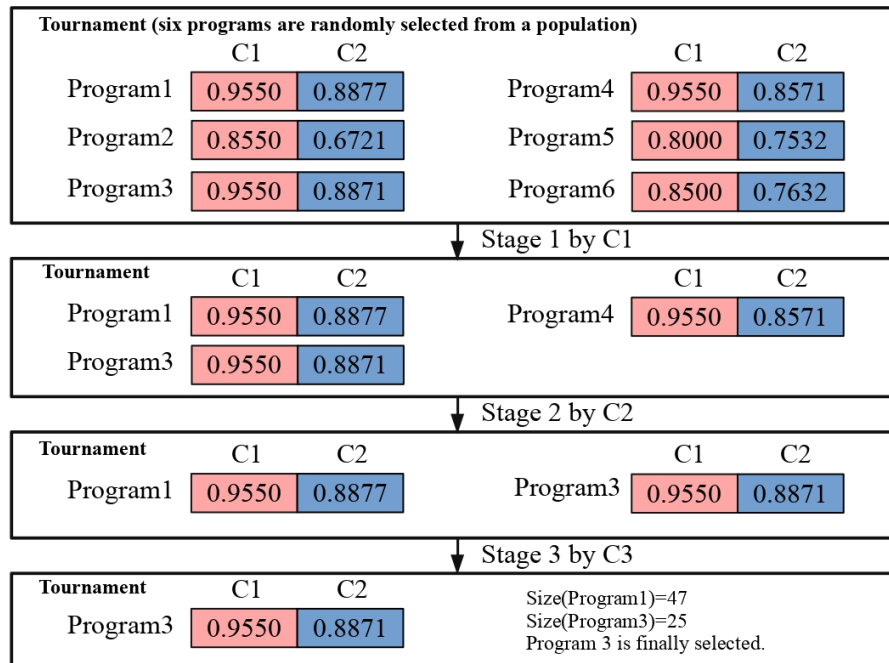 Tournament (six programs are randomly selected from a population)
C1 C2
Program1 0.9550 0.8877 Program4 0.9550 0.8571
Program2 0.8550 0.6721 Program5 0.8000 0.7532
Program3 0.9550 0.8871 Program6 0.8500 0.7632
Stage 1 by C1
Tournament C1 C2
Program1 0.9550 0.8877 Program4 0.9550 0.8571
Program3 0.9550 0.8871
Stage 2 by C2
Tournament C1 C2 C1 C2
Program1 0.9550 0.8877 Program3 0.9550 0.8871
Stage 3 by C3
Tournament C1 C2
Program3 0.9550 0.8871
Size(Program1)=47
Size(Program3)=25
Program 3 is finally selected.